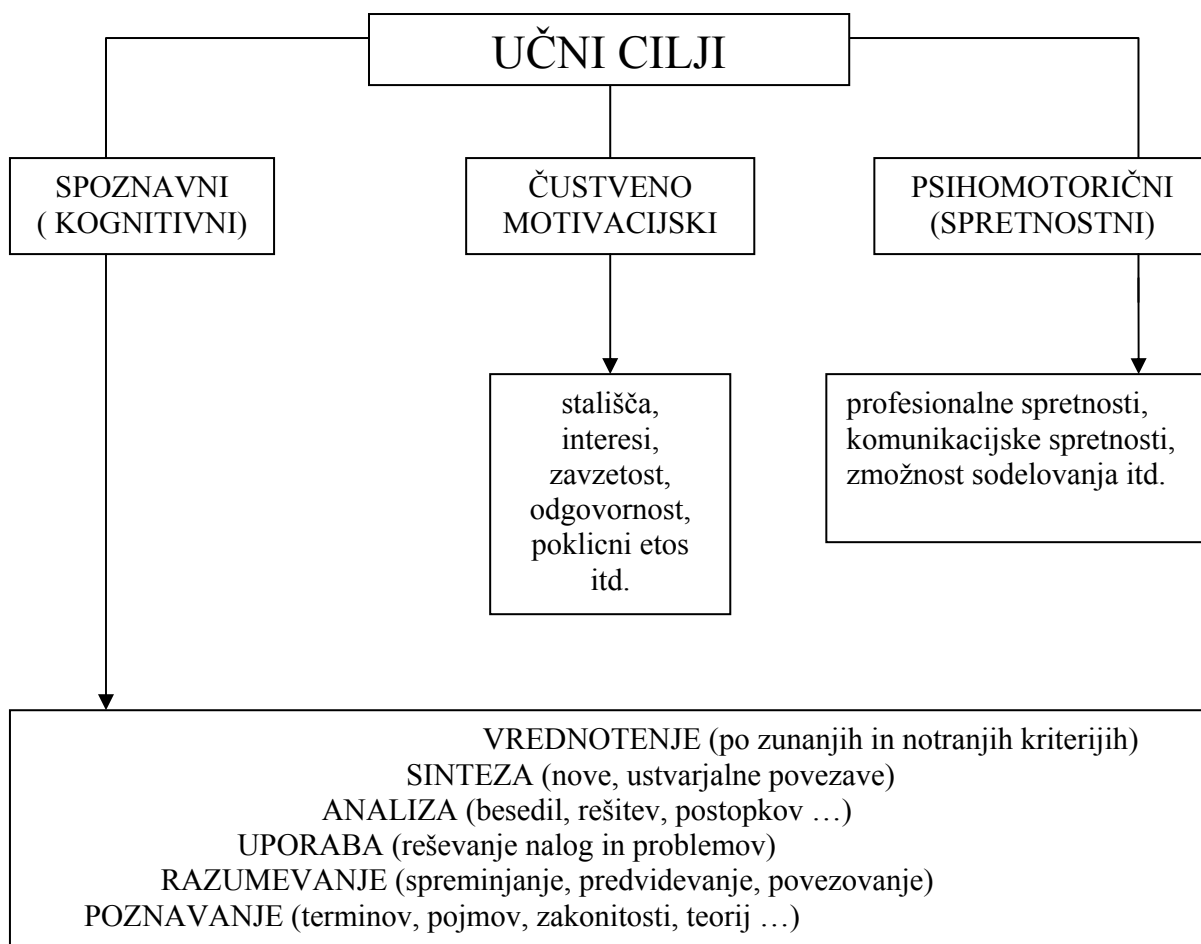 UČNI CILJI
SPOZNAVNI
( KOGNITIVNI)
ČUSTVENO
MOTIVACIJSKI
PSIHOMOTORIČNI
(SPRETNOSTNI)
stališča,
interesi,
zavzetost,
odgovornost,
poklicni etos
itd.
profesionalne spretnosti,
komunikacijske spretnosti,
zmožnost sodelovanja itd.
VREDNOTENJE (po zunanjih in notranjih kriterijih)
SINTEZA (nove, ustvarjalne povezave)
ANALIZA (besedil, rešitev, postopkov …)
UPORABA (reševanje nalog in problemov)
RAZUMEVANJE (spreminjanje, predvidevanje, povezovanje)
POZNAVANJE (terminov, pojmov, zakonitosti, teorij …)